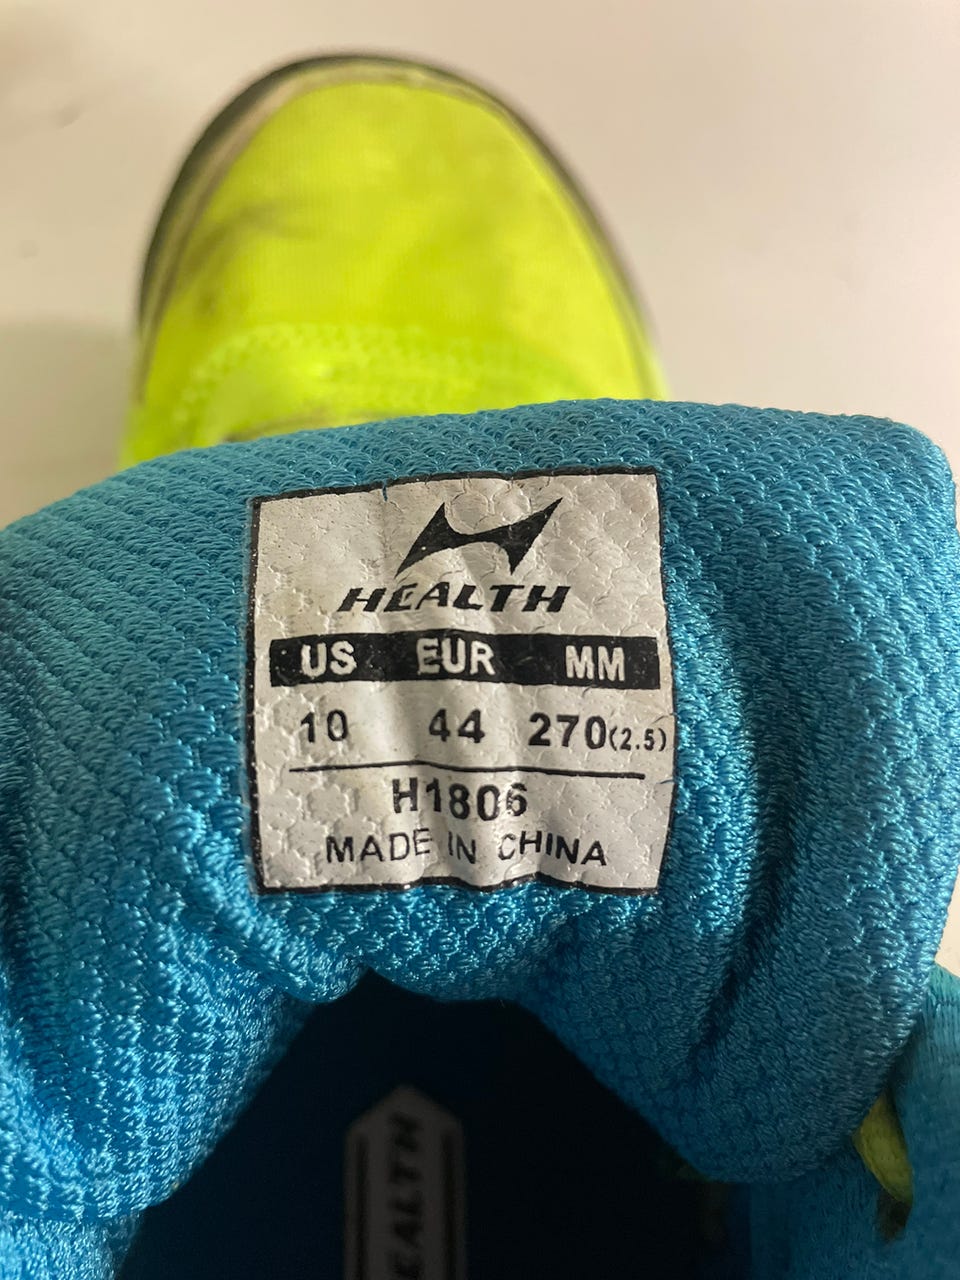 HEALTH
US EUR MM
10 44 270(2.5)
H1806
MADE IN CHINA
HEALTH